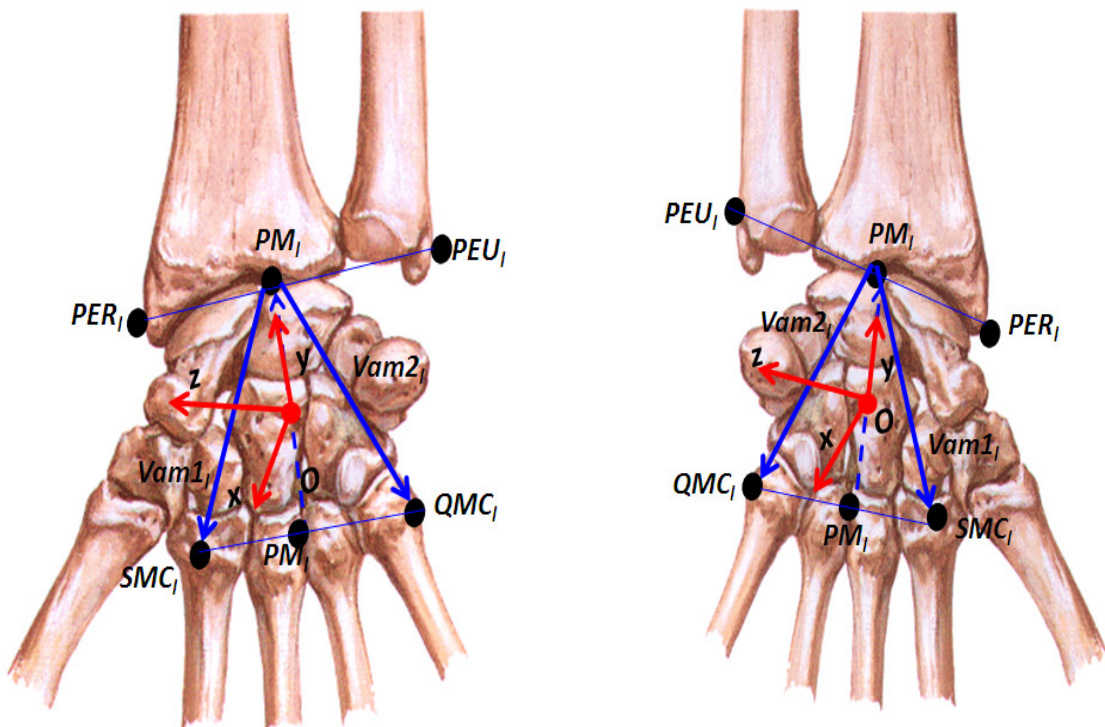 PM_l
PEU_l
PER_l
y
z
Vam2_l
Vam1_l
x
O
QMC_l
PM_l
SMC_l
PEU_l
PM_l
PER_l
Vam2_l
z
y
O
x
Vam1_l
QMC_l
PM_l
SMC_l